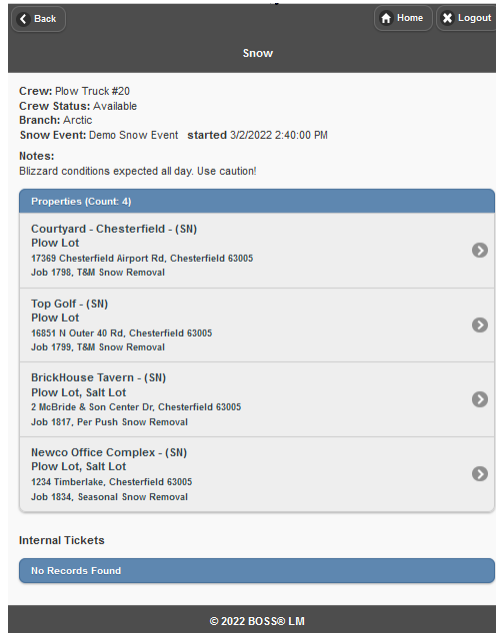 Back
Home
Logout
Snow
Crew: Plow Truck #20
Crew Status: Available
Branch: Arctic
Snow Event: Demo Snow Event started 3/2/2022 2:40:00 PM
Notes:
Blizzard conditions expected all day. Use caution!
Properties (Count: 4)
Courtyard - Chesterfield - (SN)
Plow Lot
17369 Chesterfield Airport Rd, Chesterfield 63005
Job 1798, T&M Snow Removal
Top Golf - (SN)
Plow Lot
16851 N Outer 40 Rd, Chesterfield 63005
Job 1799, T&M Snow Removal
BrickHouse Tavern - (SN)
Plow Lot, Salt Lot
2 McBride & Son Center Dr, Chesterfield 63005
Job 1817, Per Push Snow Removal
Newco Office Complex - (SN)
Plow Lot, Salt Lot
1234 Timberlake, Chesterfield 63005
Job 1834, Seasonal Snow Removal
Internal Tickets
No Records Found
© 2022 BOSS® LM